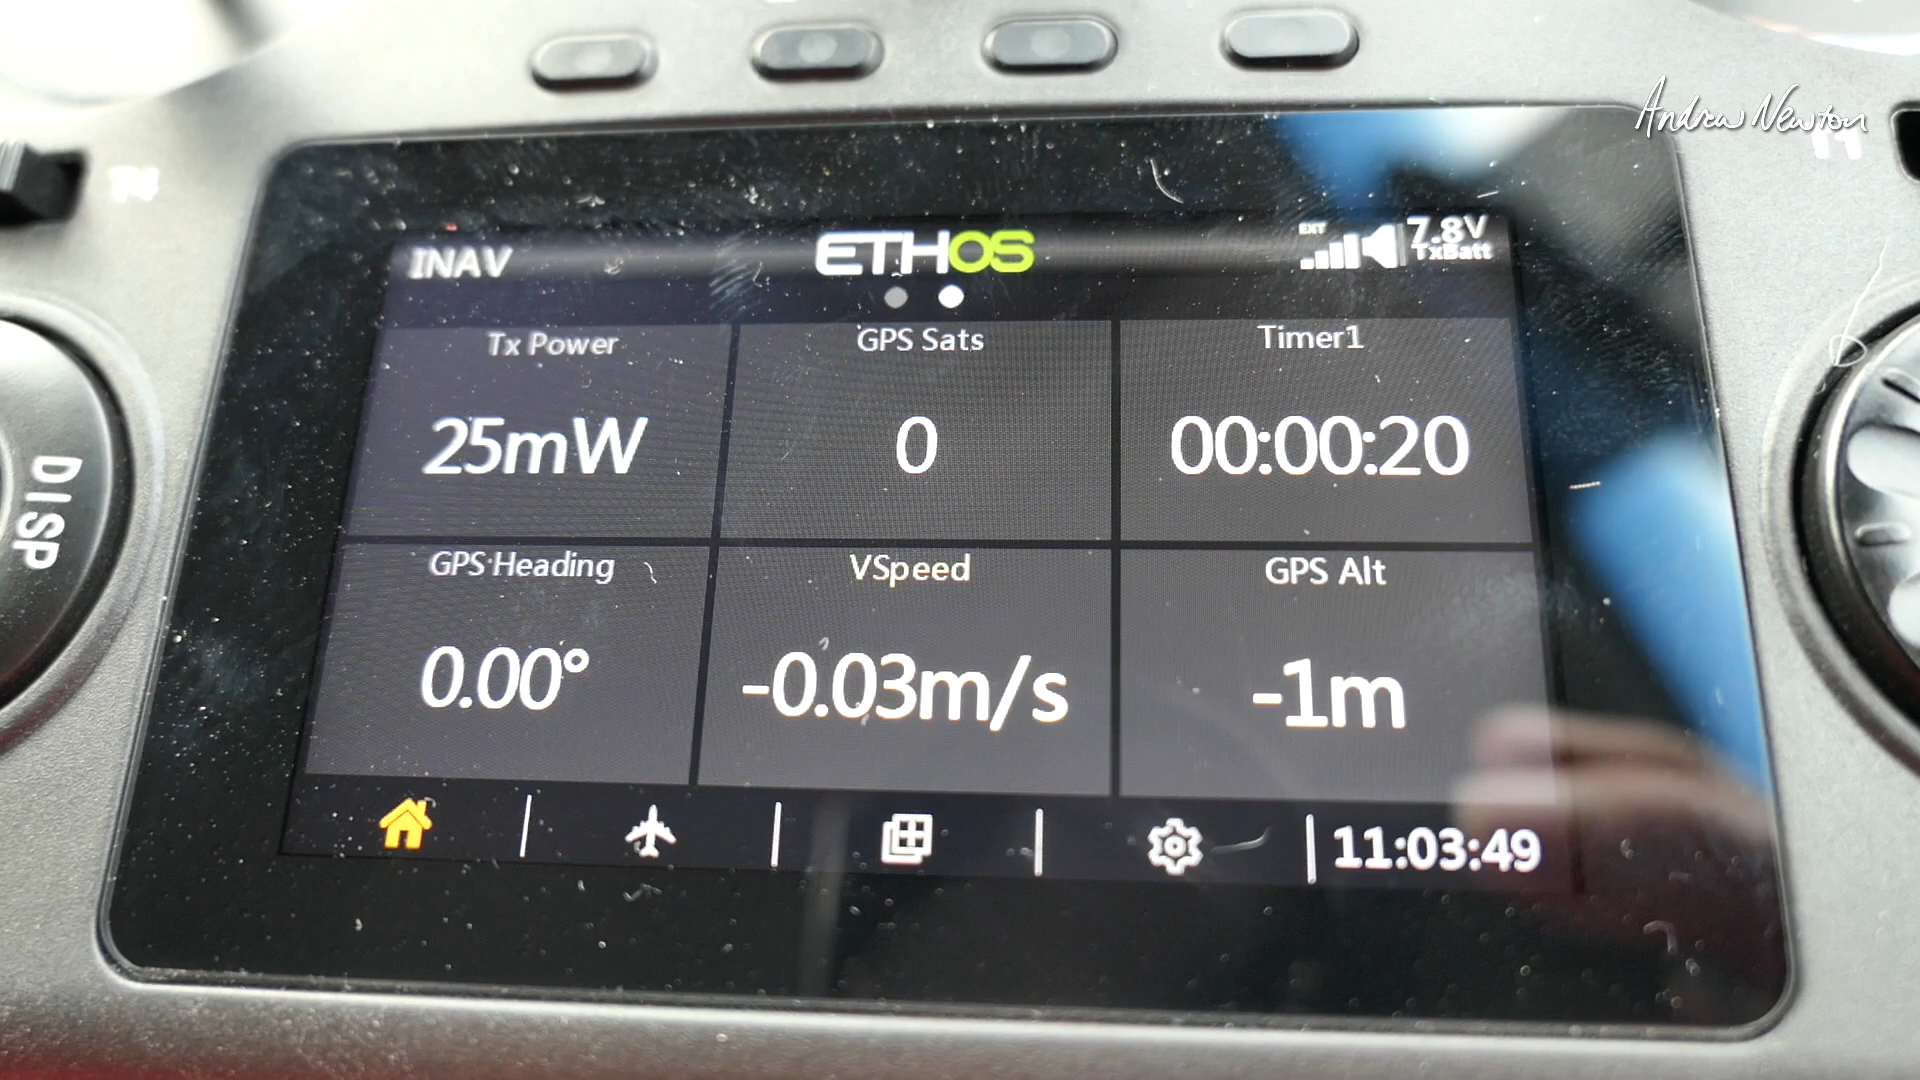 Andrew Newton
INAV
ETHOS
EXT
7.8V
TxBatt
Tx Power
GPS Sats
Timer1
25mW
0
00:00:20
GPS Heading
VSpeed
GPS Alt
0.00°
-0.03m/s
-1m
11:03:49
DISP